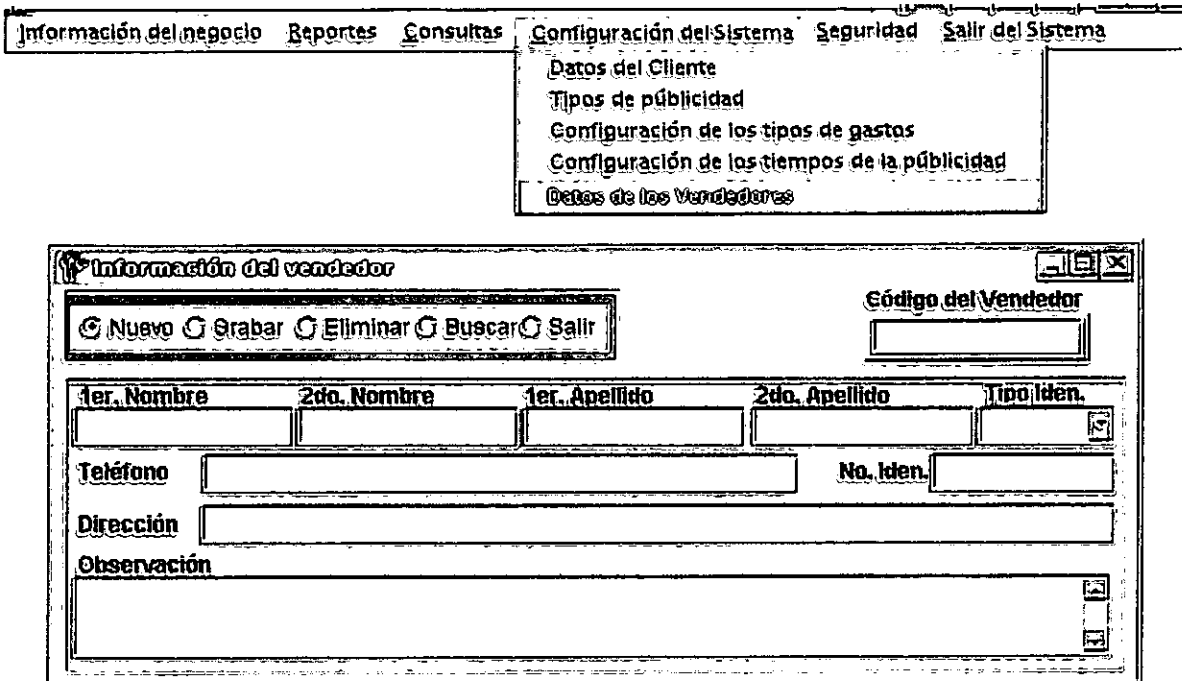 Información del negocio Reportes Consultas Configuración del Sistema Seguridad Salir del Sistema
Datos del Cliente
Tipos de públicidad
Configuración de los tipos de gastos
Configuración de los tiempos de la públicidad
Datos de los Vendedores
Información del vendedor
Código del Vendedor
Nuevo Grabar Eliminar Buscar Salir
1er. Nombre 2do. Nombre 1er. Apellido 2do. Apellido Tipo Iden.
Teléfono No. Iden.
Dirección
Observación